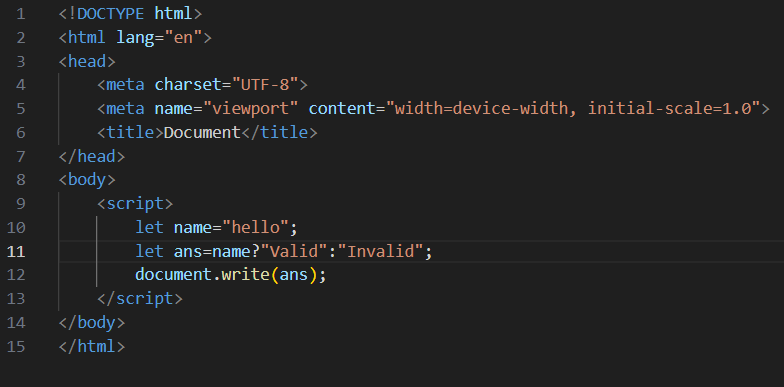 1 <!DOCTYPE html>
2 <html lang="en">
3 <head>
4     <meta charset="UTF-8">
5     <meta name="viewport" content="width=device-width, initial-scale=1.0">
6     <title>Document</title>
7 </head>
8 <body>
9     <script>
10         let name="hello";
11         let ans=name?"Valid":"Invalid";
12         document.write(ans);
13     </script>
14 </body>
15 </html>